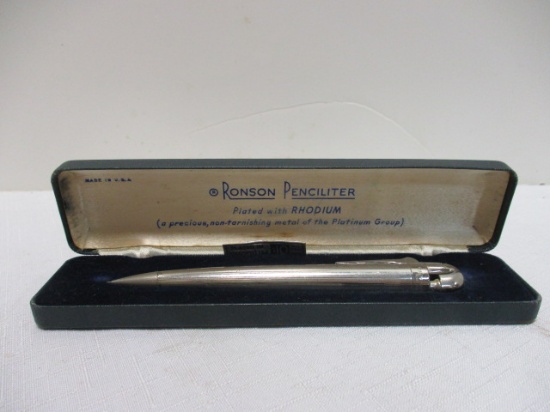 MADE IN U.S.A.
® RONSON PENCILITER
Plated with RHODIUM
(a precious, non-tarnishing metal of the Platinum Group)